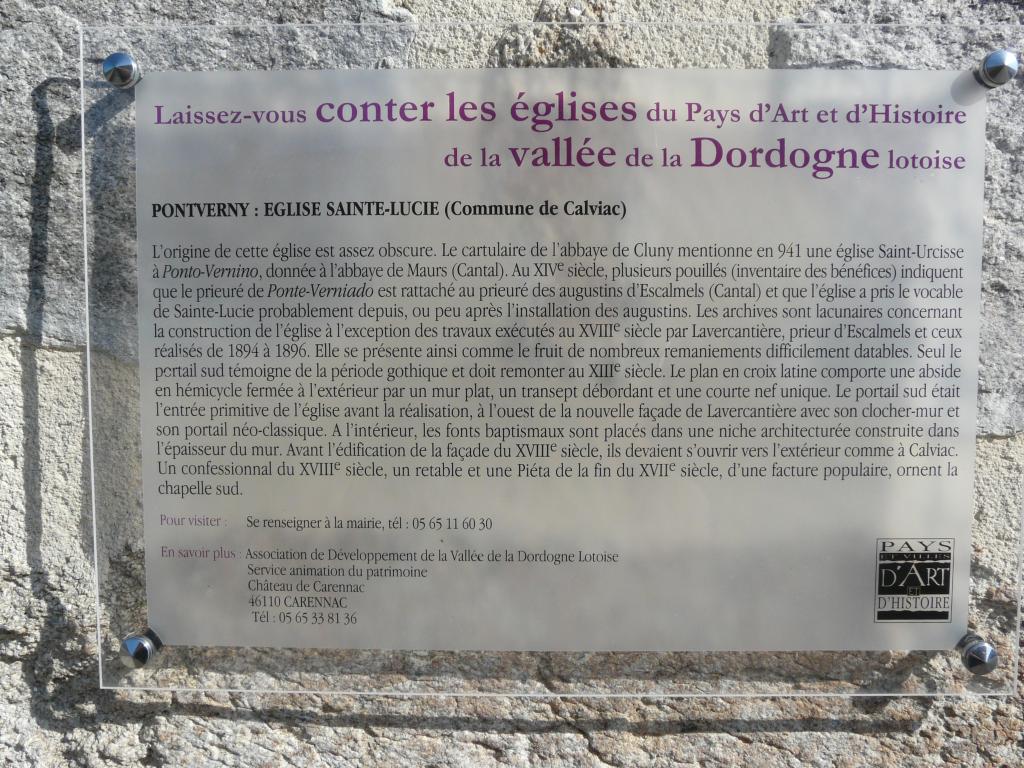 Laissez-vous conter les églises du Pays d'Art et d'Histoire
de la vallée de la Dordogne lotoise
PONTVERNY : EGLISE SAINTE-LUCIE (Commune de Calviac)
L'origine de cette église est assez obscure. Le cartulaire de l'abbaye de Cluny mentionne en 941 une église Saint-Urcisse
à Ponto-Vernino, donnée à l'abbaye de Maurs (Cantal). Au XIVe siècle, plusieurs pouillés (inventaire des bénéfices) indiquent
que le prieuré de Ponte-Verniado est rattaché au prieuré des augustins d'Escalmels (Cantal) et que l'église a pris le vocable
de Sainte-Lucie probablement depuis, ou peu après l'installation des augustins. Les archives sont lacunaires concernant
la construction de l'église à l'exception des travaux exécutés au XVIIIe siècle par Lavercantière, prieur d'Escalmels et ceux
réalisés de 1894 à 1896. Elle se présente ainsi comme le fruit de nombreux remaniements difficilement datables. Seul le
pertail sud témoigne de la période gothique et doit remonter au XIIIe siècle. Le plan en croix latine comporte une abside
en hémicycle fermée à l'extérieur par un mur plat, un transept débordant et une courte nef unique. Le portail sud était
l'entrée primitive de l'église avant la réalisation, à l'ouest de la nouvelle façade de Lavercantière avec son clocher-mur et
son portail néo-classique. A l'intérieur, les fonts baptismaux sont placés dans une niche architecturée construite dans
l'épaisseur du mur. Avant l'édification de la façade du XVIIIe siècle, ils devaient s'ouvrir vers l'extérieur comme à Calviac.
Un confessionnal du XVIIIe siècle, un retable et une Piéta de la fin du XVIIe siècle, d'une facture populaire, ornent la
chapelle sud.
Pour visiter : Se renseigner à la mairie, tél : 05 65 11 60 30
En savoir plus : Association de Développement de la Vallée de la Dordogne Lotoise
Service animation du patrimoine
Château de Carennac
46110 CARENNAC
Tél : 05 65 33 81 36
PAYS
ET VILLES
D'ART
ET
D'HISTOIRE